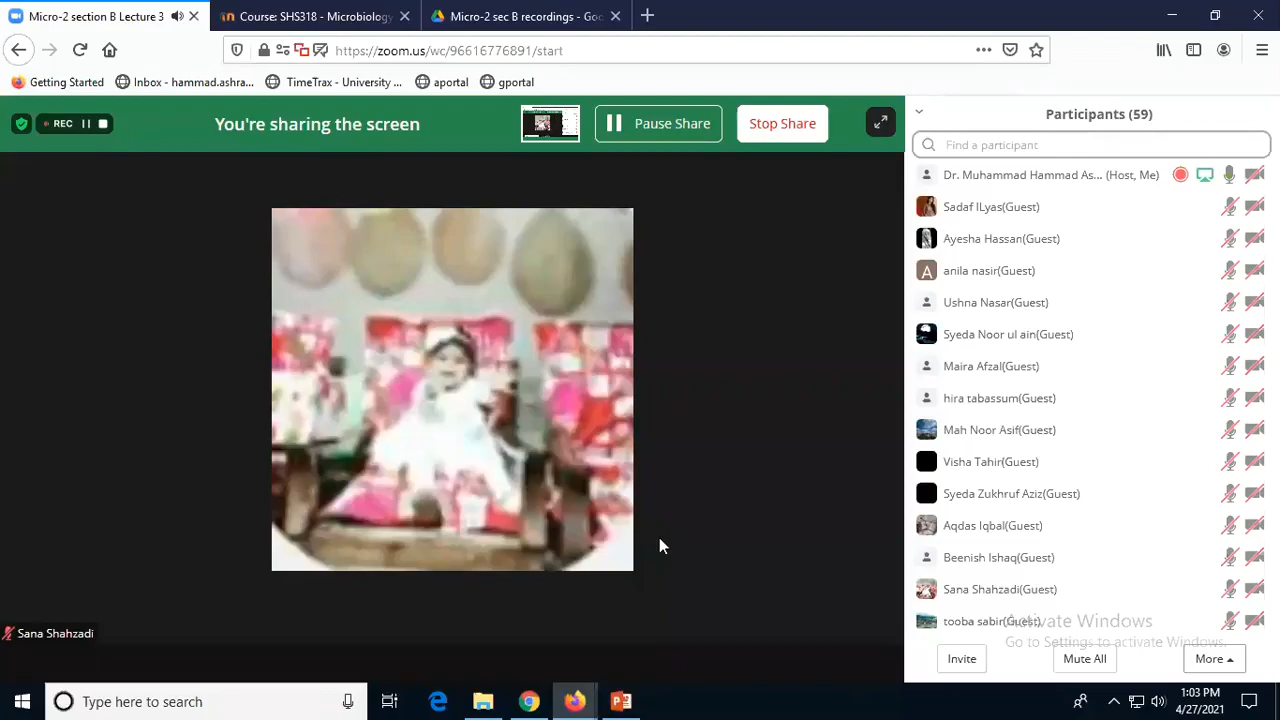 Micro-2 section B Lecture 3
Course: SHS318 - Microbiology
Micro-2 sec B recordings - Goo
https://zoom.us/wc/96616776891/start
Getting Started
Inbox - hammad.ashra...
TimeTrax - University ...
aportal
gportal
REC
You're sharing the screen
Pause Share
Stop Share
Participants (59)
Find a participant
Dr. Muhammad Hammad As... (Host, Me)
Sadaf ILyas(Guest)
Ayesha Hassan(Guest)
A
anila nasir(Guest)
Ushna Nasar(Guest)
Syeda Noor ul ain(Guest)
Maira Afzal(Guest)
hira tabassum(Guest)
Mah Noor Asif(Guest)
Visha Tahir(Guest)
Syeda Zukhruf Aziz(Guest)
Aqdas Iqbal(Guest)
Beenish Ishaq(Guest)
Sana Shahzadi(Guest)
tooba sabir(Guest)
Activate Windows
Go to Settings to activate Windows.
Invite
Mute All
More
Sana Shahzadi
Type here to search
1:03 PM
4/27/2021